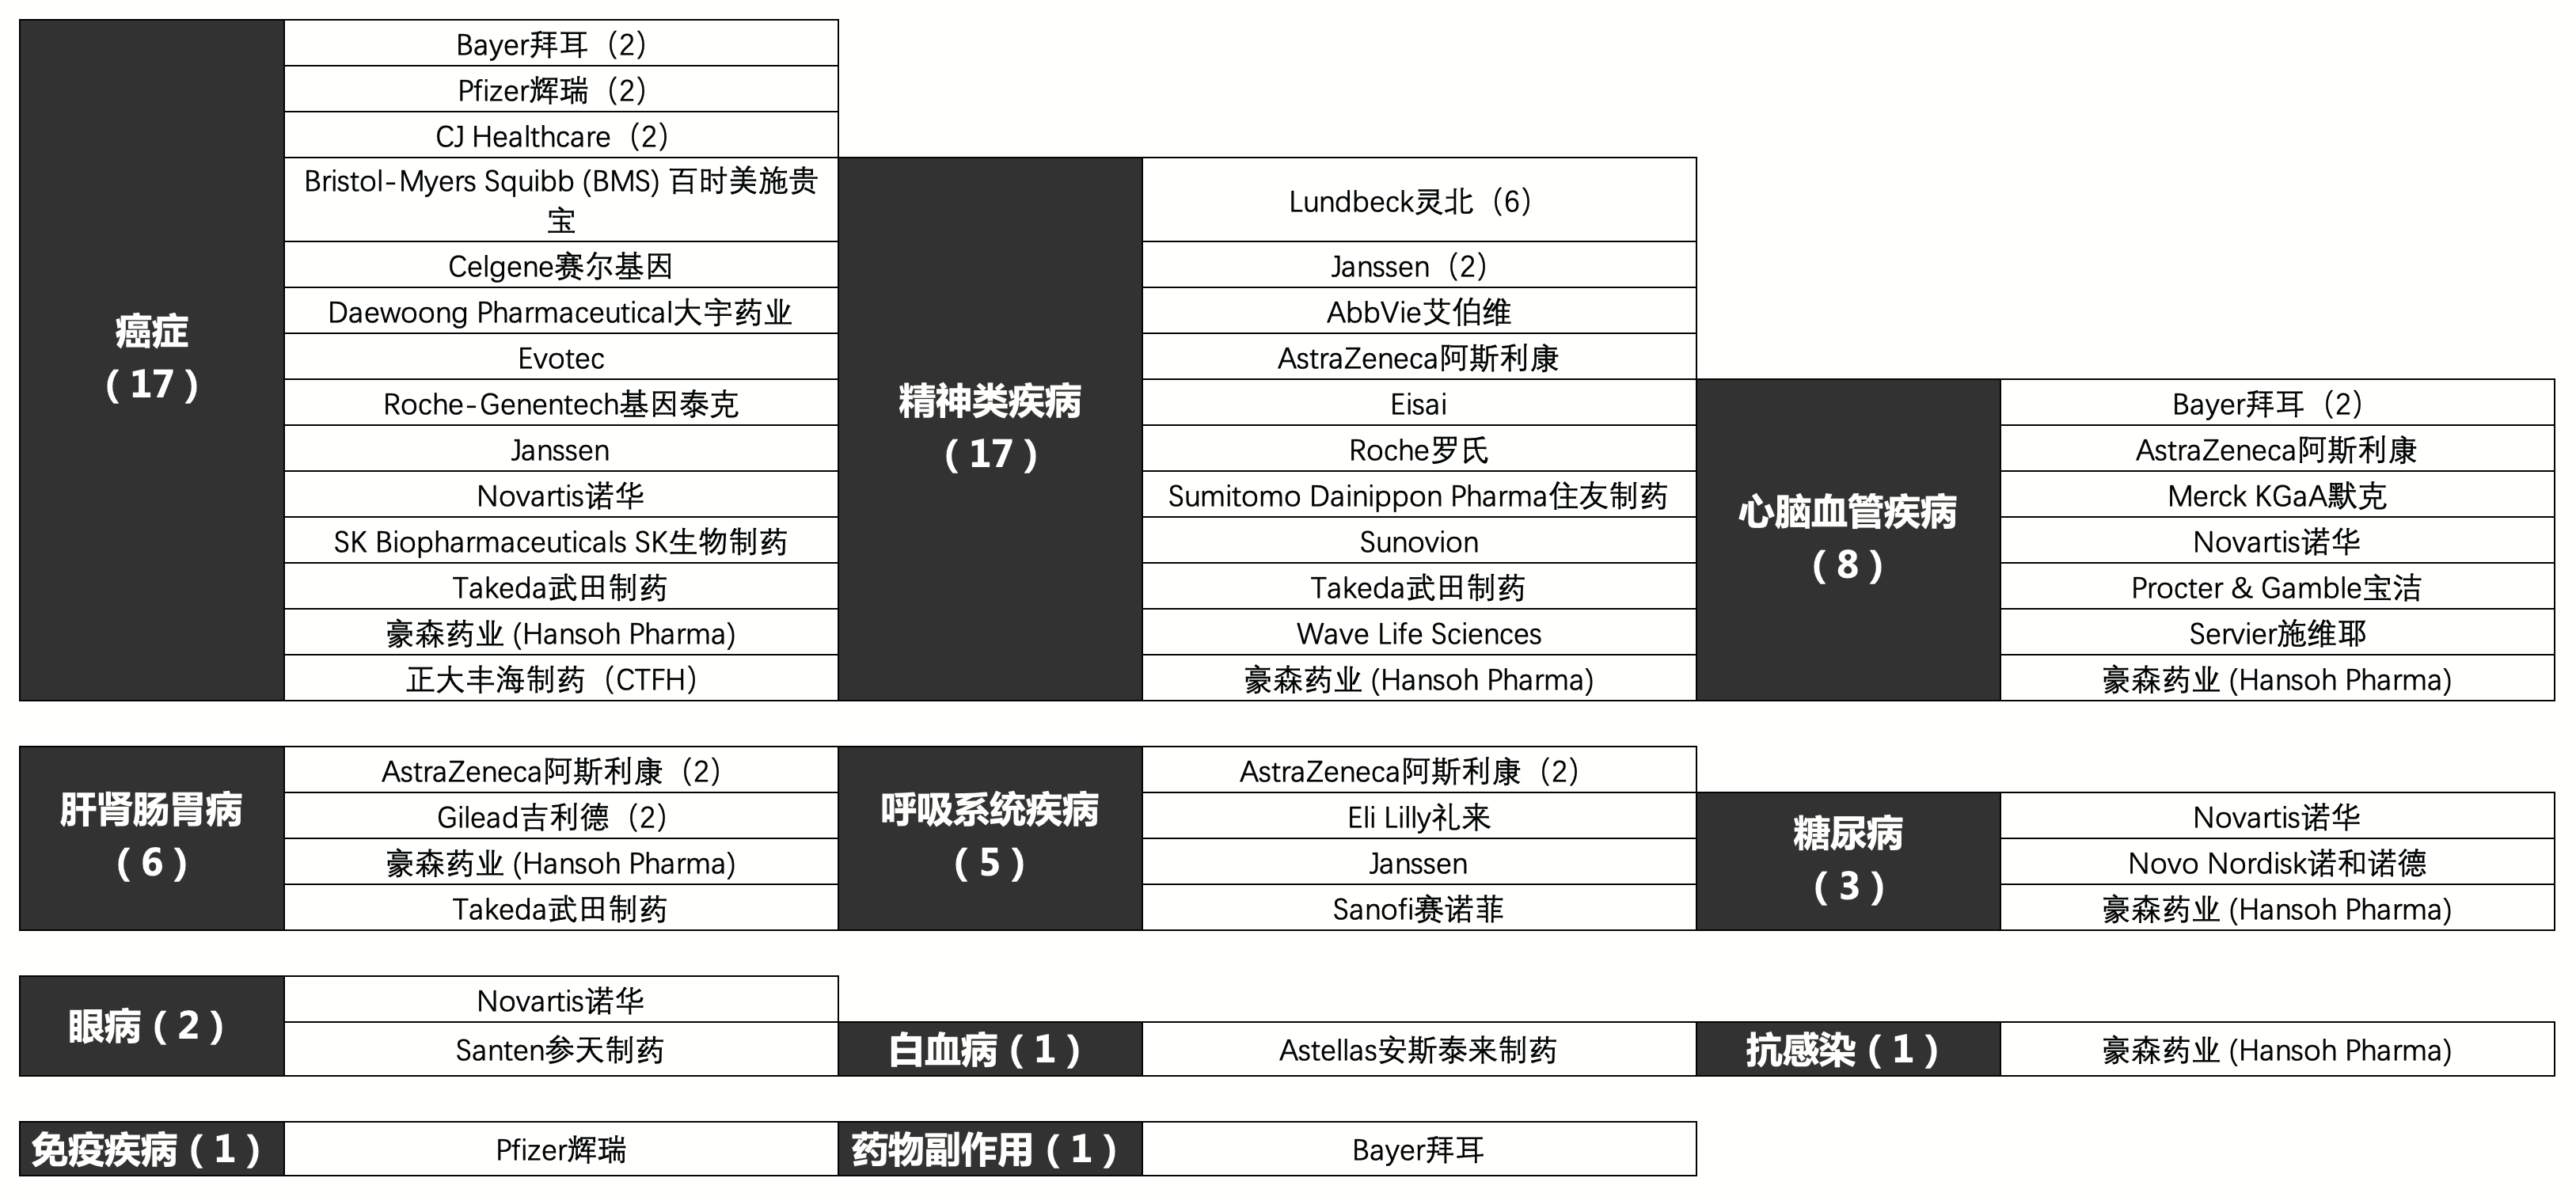 癌症
（17）
Bayer拜耳（2）
Pfizer辉瑞（2）
CJ Healthcare（2）
Bristol-Myers Squibb (BMS) 百时美施贵
宝
Celgene赛尔基因
Daewoong Pharmaceutical大宇药业
Evotec
Roche-Genentech基因泰克
Janssen
Novartis诺华
SK Biopharmaceuticals SK生物制药
Takeda武田制药
豪森药业 (Hansoh Pharma)
正大丰海制药（CTFH）
精神类疾病
（17）
Lundbeck灵北（6）
Janssen（2）
AbbVie艾伯维
AstraZeneca阿斯利康
Eisai
Roche罗氏
Sumitomo Dainippon Pharma住友制药
Sunovion
Takeda武田制药
Wave Life Sciences
豪森药业 (Hansoh Pharma)
心脑血管疾病
（8）
Bayer拜耳（2）
AstraZeneca阿斯利康
Merck KGaA默克
Novartis诺华
Procter & Gamble宝洁
Servier施维耶
豪森药业 (Hansoh Pharma)
肝肾肠胃病
（6）
AstraZeneca阿斯利康（2）
Gilead吉利德（2）
豪森药业 (Hansoh Pharma)
Takeda武田制药
呼吸系统疾病
（5）
AstraZeneca阿斯利康（2）
Eli Lilly礼来
Janssen
Sanofi赛诺菲
糖尿病
（3）
Novartis诺华
Novo Nordisk诺和诺德
豪森药业 (Hansoh Pharma)
眼病（2）
Novartis诺华
Santen参天制药
白血病（1）
Astellas安斯泰来制药
抗感染（1）
豪森药业 (Hansoh Pharma)
免疫疾病（1）
Pfizer辉瑞
药物副作用（1）
Bayer拜耳